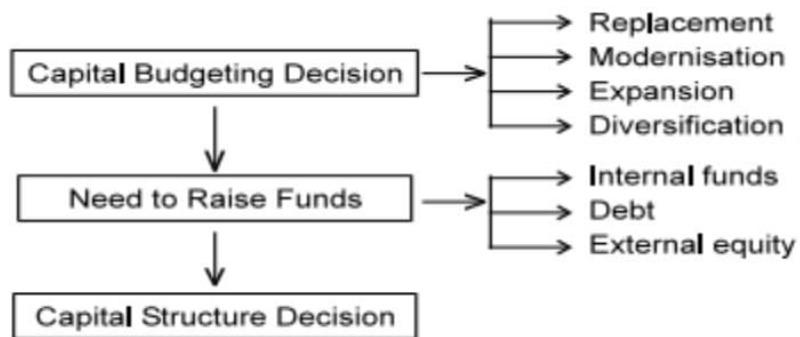 Capital Budgeting Decision
Replacement
Modernisation
Expansion
Diversification
Need to Raise Funds
Internal funds
Debt
External equity
Capital Structure Decision